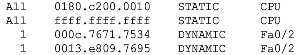 All 0180.c200.0010 STATIC CPU
All ffff.ffff.ffff STATIC CPU
1 000c.7671.7534 DYNAMIC Fa0/2
1 0013.e809.7695 DYNAMIC Fa0/2